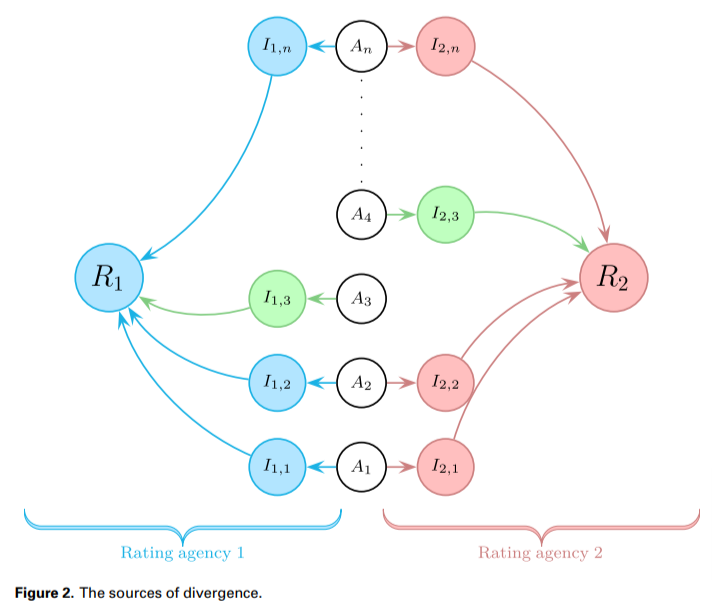 I1,n An I2,n
A4 I2,3
R1 R2
I1,3 A3
I1,2 A2 I2,2
I1,1 A1 I2,1
Rating agency 1 Rating agency 2
Figure 2. The sources of divergence.